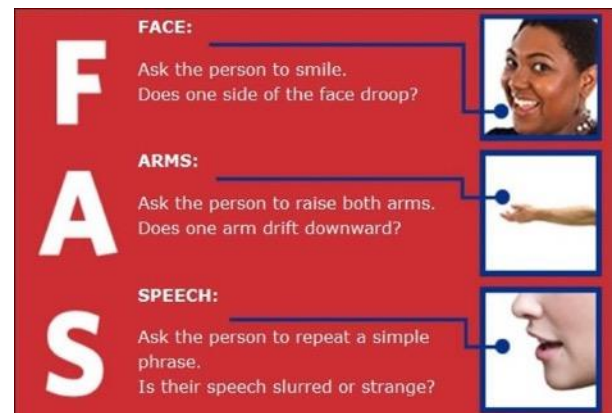 F
FACE:
Ask the person to smile.
Does one side of the face droop?
A
ARMS:
Ask the person to raise both arms.
Does one arm drift downward?
S
SPEECH:
Ask the person to repeat a simple
phrase.
Is their speech slurred or strange?